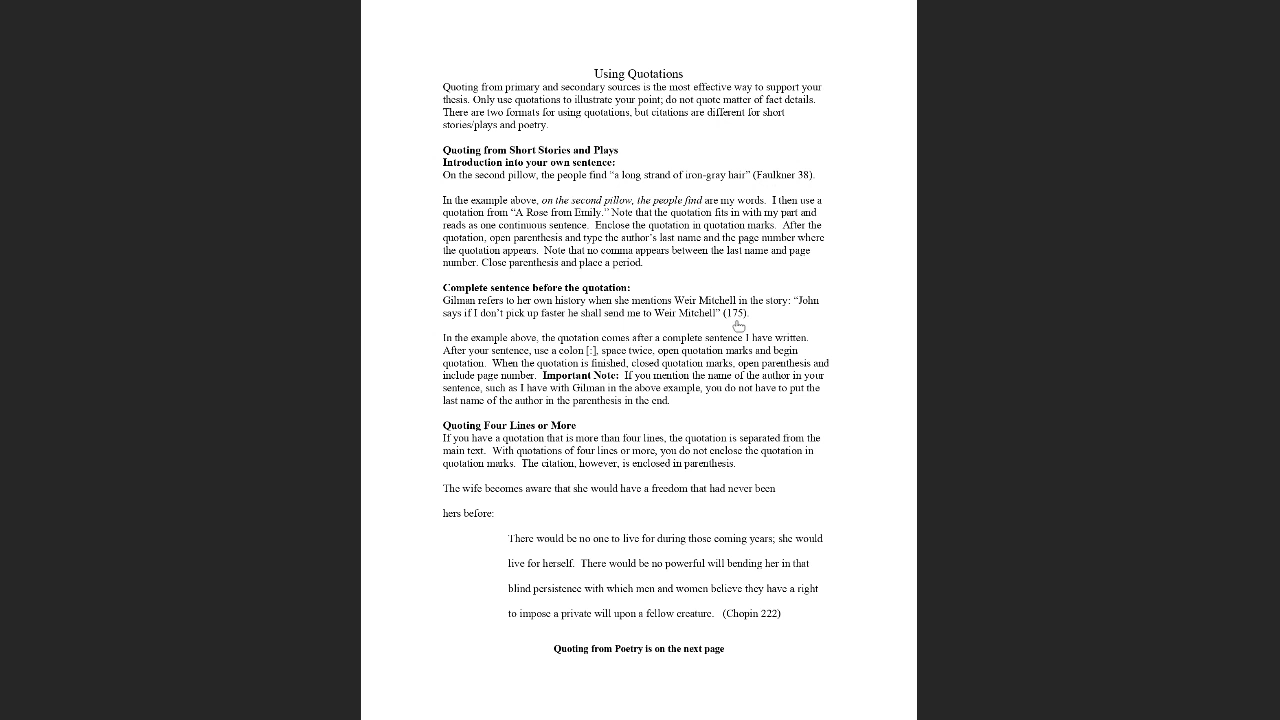 Using Quotations
Quoting from primary and secondary sources is the most effective way to support your
thesis. Only use quotations to illustrate your point; do not quote matter of fact details.
There are two formats for using quotations, but citations are different for short
stories/plays and poetry.
Quoting from Short Stories and Plays
Introduction into your own sentence:
On the second pillow, the people find “a long strand of iron-gray hair” (Faulkner 38).
In the example above, on the second pillow, the people find are my words.  I then use a
quotation from “A Rose from Emily.” Note that the quotation fits in with my part and
reads as one continuous sentence.  Enclose the quotation in quotation marks.  After the
quotation, open parenthesis and type the author’s last name and the page number where
the quotation appears.  Note that no comma appears between the last name and page
number. Close parenthesis and place a period.
Complete sentence before the quotation:
Gilman refers to her own history when she mentions Weir Mitchell in the story: “John
says if I don’t pick up faster he shall send me to Weir Mitchell” (175).
In the example above, the quotation comes after a complete sentence I have written.
After your sentence, use a colon [:], space twice, open quotation marks and begin
quotation.  When the quotation is finished, closed quotation marks, open parenthesis and
include page number.  Important Note:  If you mention the name of the author in your
sentence, such as I have with Gilman in the above example, you do not have to put the
last name of the author in the parenthesis in the end.
Quoting Four Lines or More
If you have a quotation that is more than four lines, the quotation is separated from the
main text.  With quotations of four lines or more, you do not enclose the quotation in
quotation marks.  The citation, however, is enclosed in parenthesis.
The wife becomes aware that she would have a freedom that had never been
hers before:
There would be no one to live for during those coming years; she would
live for herself.  There would be no powerful will bending her in that
blind persistence with which men and women believe they have a right
to impose a private will upon a fellow creature.   (Chopin 222)
Quoting from Poetry is on the next page